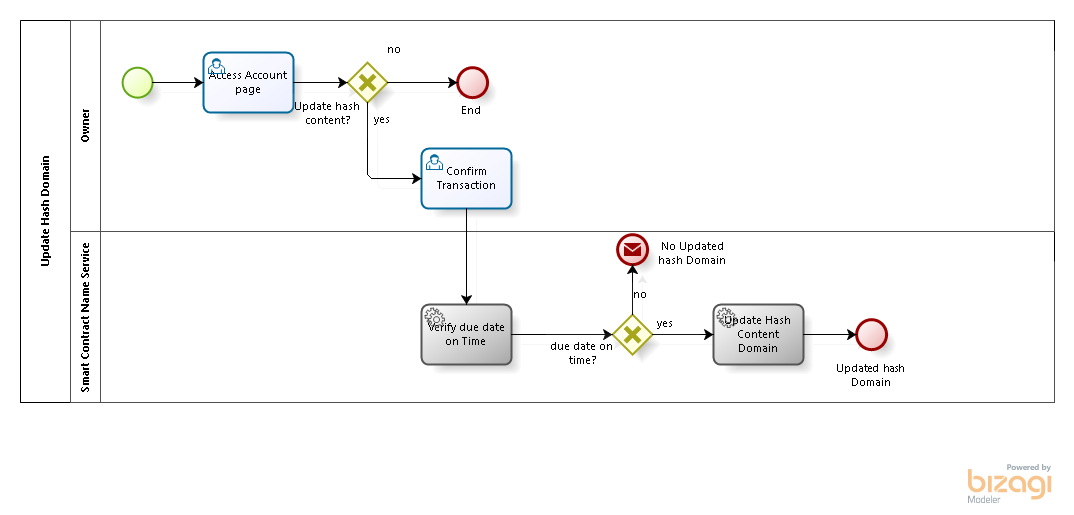 Update Hash Domain
Owner
Access Account
page
Update hash
content?
no
End
yes
Confirm
Transaction
Smart Contract Name Service
Verify due date
on Time
due date on
time?
no
No Updated
hash Domain
yes
Update Hash
Content
Domain
Updated hash
Domain
Powered by
bizagi
Modeler